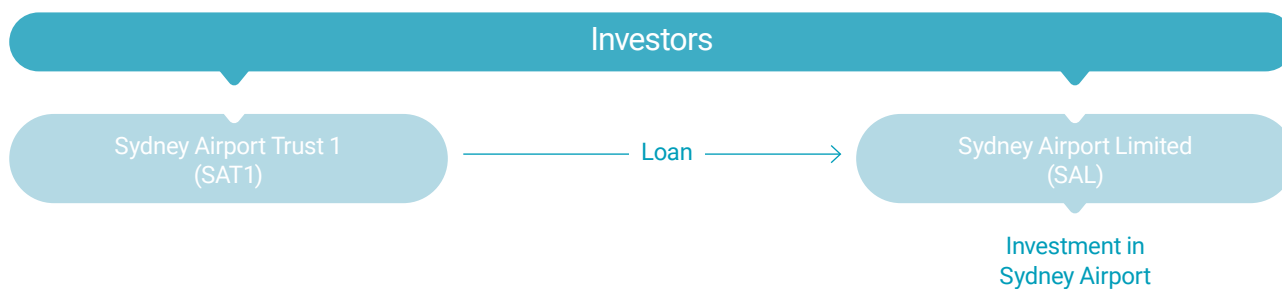 Investors
Sydney Airport Trust 1
(SAT1)
Loan
Sydney Airport Limited
(SAL)
Investment in
Sydney Airport